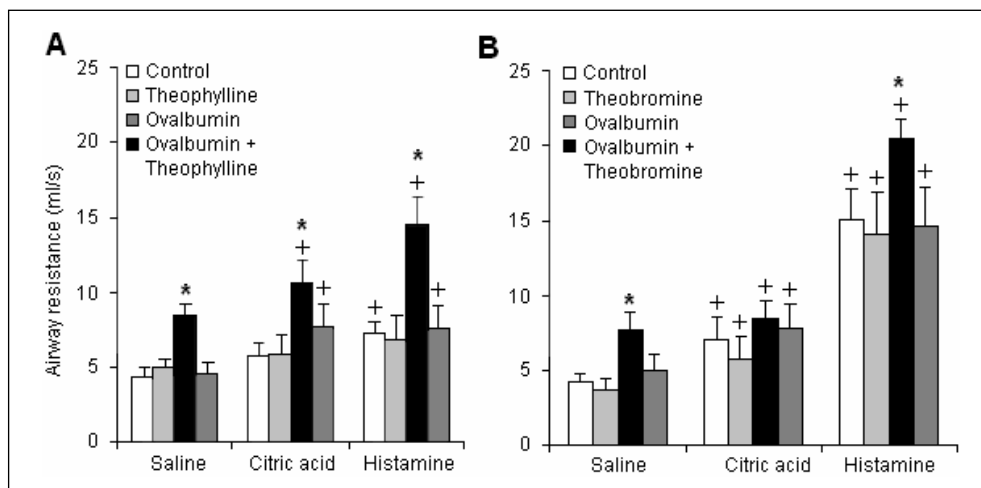 A
Airway resistance (ml/s)
25
20
15
10
5
0
Control
Theophylline
Ovalbumin
Ovalbumin +
Theophylline
*
*
+
+
+
*
+
+
Saline
Citric acid
Histamine
B
25
20
15
10
5
0
Control
Theobromine
Ovalbumin
Ovalbumin +
Theobromine
*
+
+
+
+
+
+
*
+
+
Saline
Citric acid
Histamine